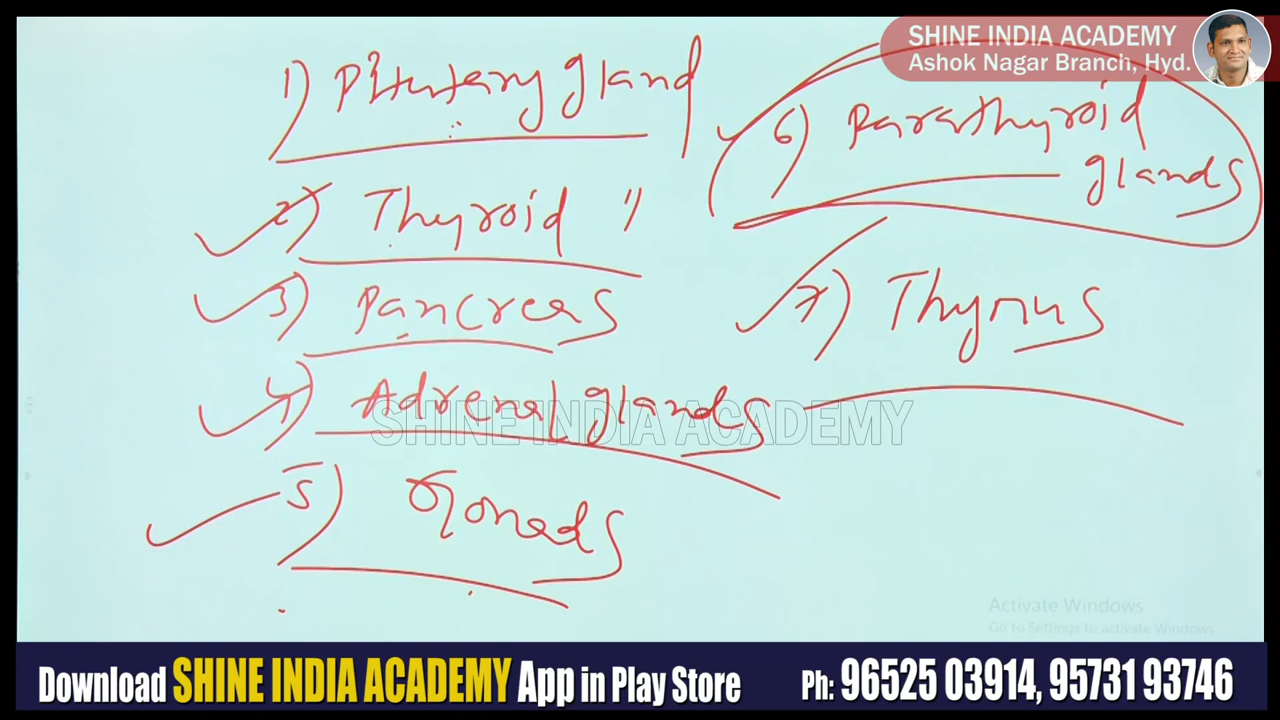 SHINE INDIA ACADEMY
Ashok Nagar Branch, Hyd.
1) Pitutary gland
2) Thyroid "
3) Pancreas
4) Adrenal glands
5) Gonads
6) Parathyroid
glands
7) Thymus
SHINE INDIA ACADEMY
Activate Windows
Go to Settings to activate Windows.
Download SHINE INDIA ACADEMY App in Play Store
Ph: 96525 03914, 95731 93746